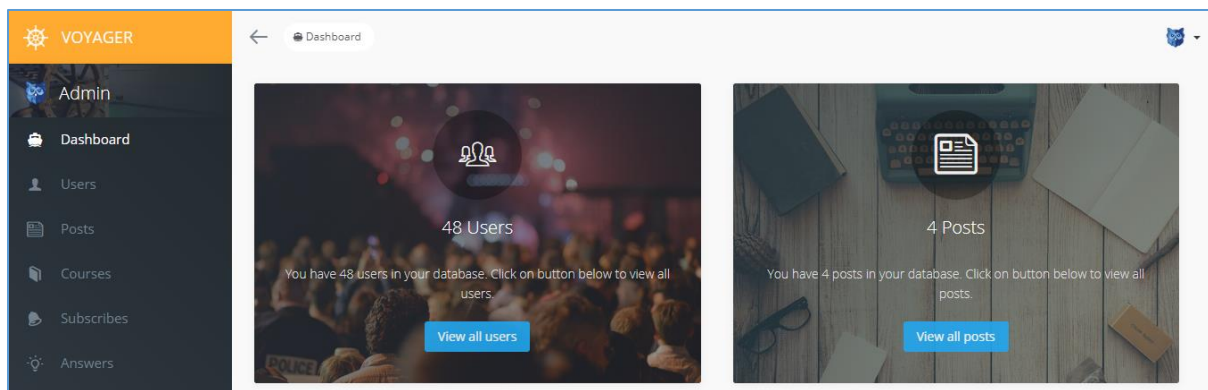 VOYAGER
Dashboard
Admin
Dashboard
Users
Posts
Courses
Subscribes
Answers
48 Users
You have 48 users in your database. Click on button below to view all
users.
View all users
POLICE
4 Posts
You have 4 posts in your database. Click on button below to view all
posts.
View all posts